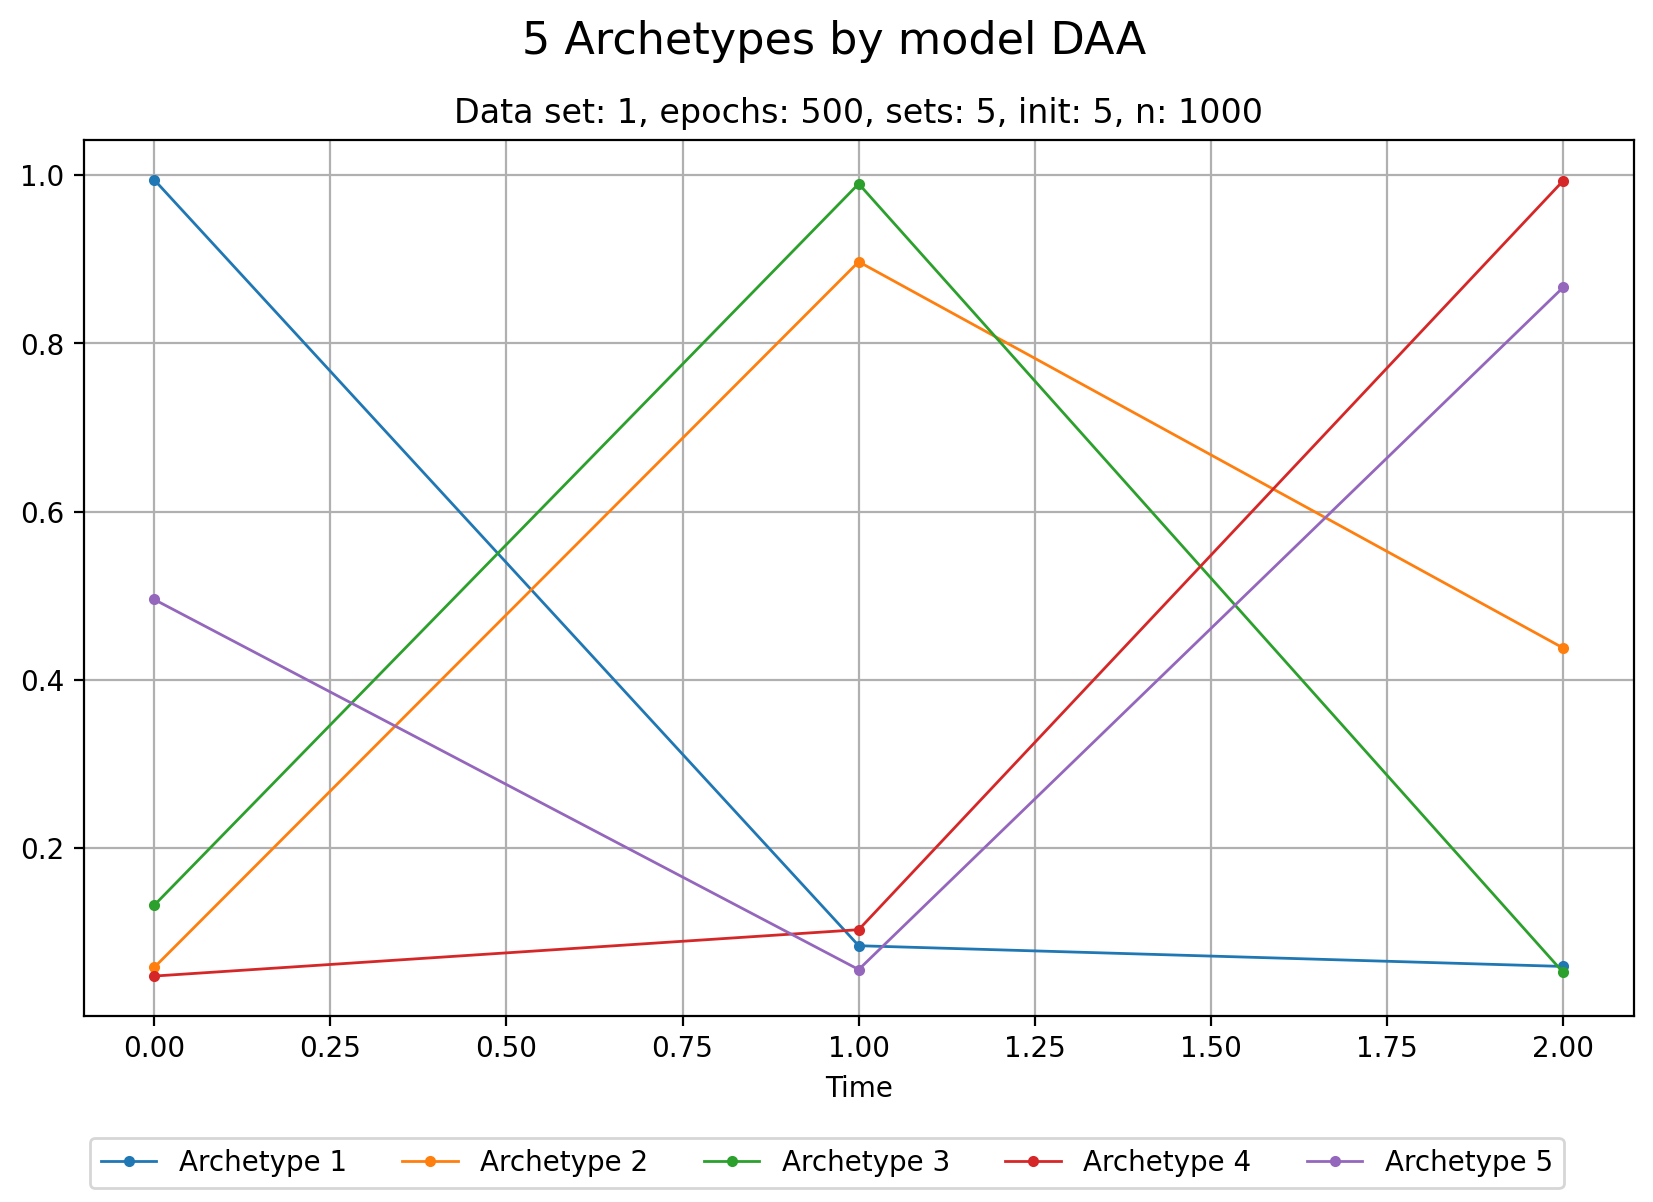 5 Archetypes by model DAA
Data set: 1, epochs: 500, sets: 5, init: 5, n: 1000
1.0
0.8
0.6
0.4
0.2
0.00 0.25 0.50 0.75 1.00 1.25 1.50 1.75 2.00
Time
Archetype 1 Archetype 2 Archetype 3 Archetype 4 Archetype 5